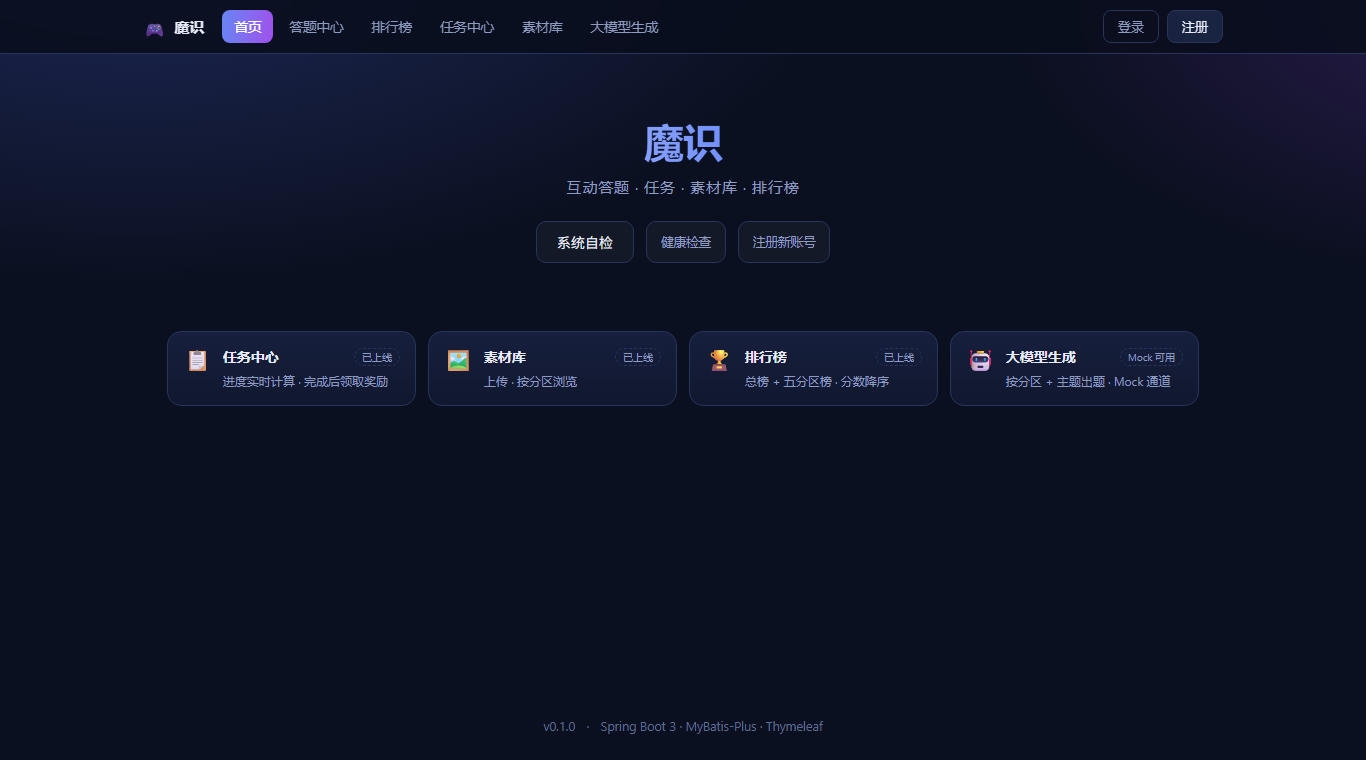 魔识 首页 答题中心 排行榜 任务中心 素材库 大模型生成 登录 注册
魔识
互动答题 · 任务 · 素材库 · 排行榜
系统自检 健康检查 注册新账号
任务中心 已上线
进度实时计算 · 完成后领取奖励
素材库 已上线
上传 · 按分区浏览
排行榜 已上线
总榜 + 五分区榜 · 分数降序
大模型生成 Mock 可用
按分区 + 主题出题 · Mock 通道
v0.1.0 · Spring Boot 3 · MyBatis-Plus · Thymeleaf